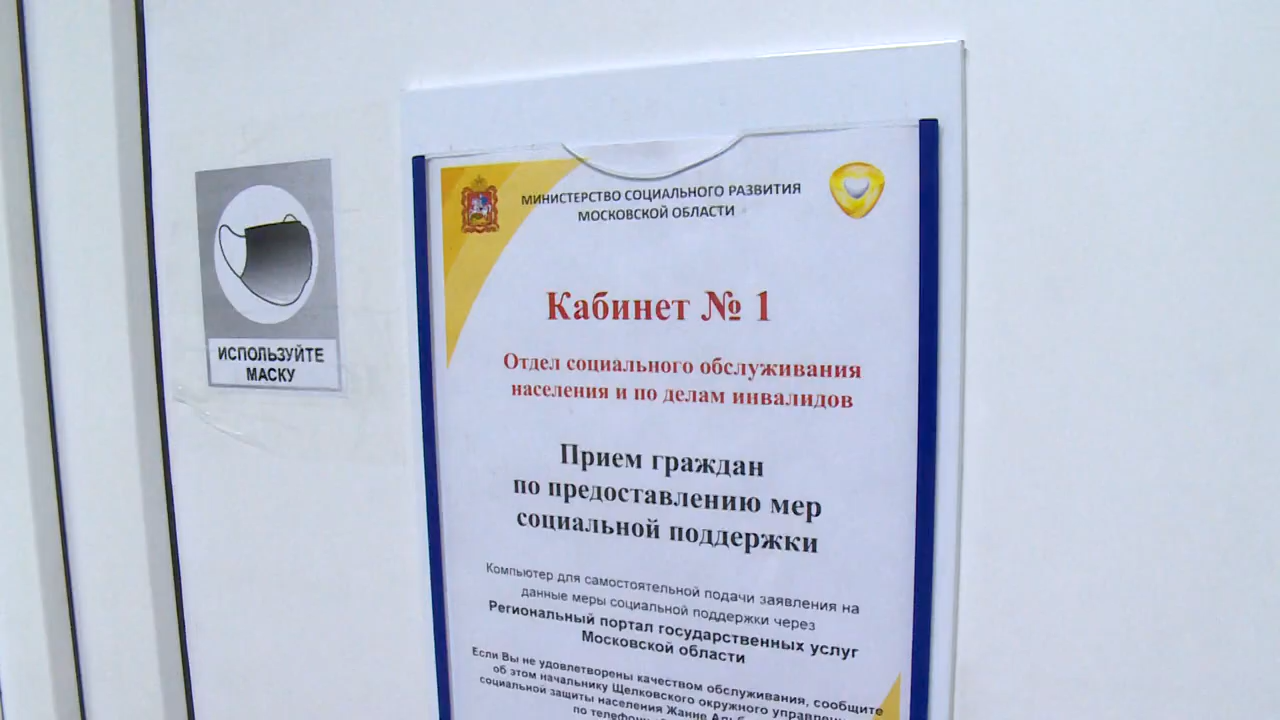 ИСПОЛЬЗУЙТЕ
МАСКУ
МИНИСТЕРСТВО СОЦИАЛЬНОГО РАЗВИТИЯ
МОСКОВСКОЙ ОБЛАСТИ
Кабинет № 1
Отдел социального обслуживания
населения и по делам инвалидов
Прием граждан
по предоставлению мер
социальной поддержки
Компьютер для самостоятельной подачи заявления на
данные меры социальной поддержки через
Региональный портал государственных услуг
Московской области
Если Вы не удовлетворены качеством обслуживания, сообщите
об этом начальнику Щелковского окружного
социальной защиты населения Жанне
по